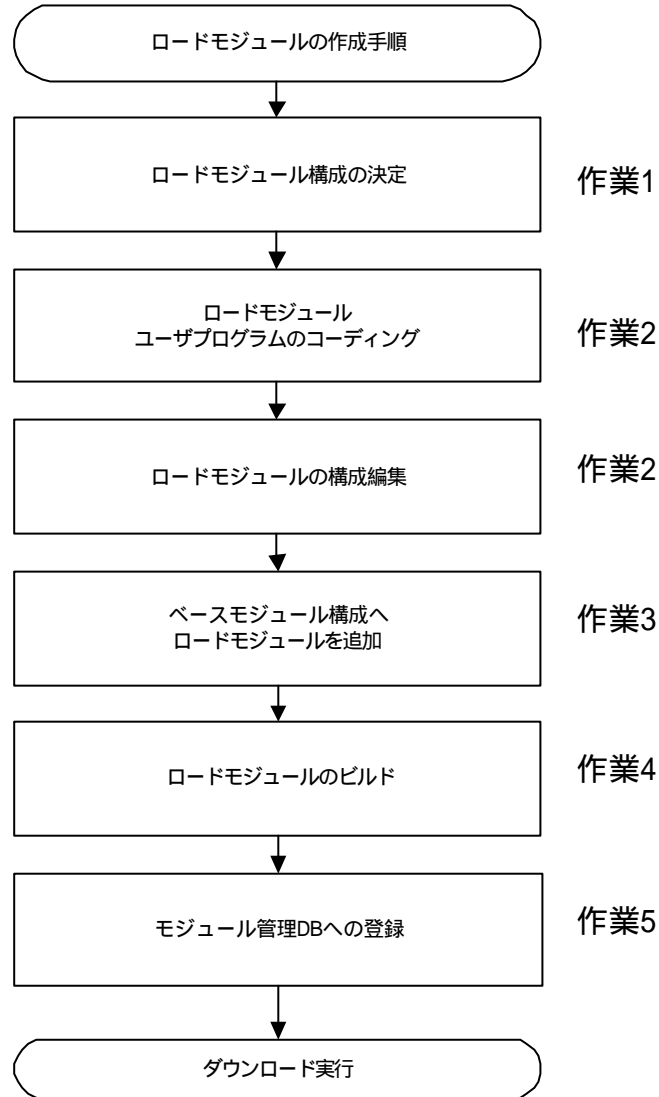 ロードモジュールの作成手順
ロードモジュール構成の決定
作業1
ロードモジュール
ユーザプログラムのコーディング
作業2
ロードモジュールの構成編集
作業2
ベースモジュール構成へ
ロードモジュールを追加
作業3
ロードモジュールのビルド
作業4
モジュール管理DBへの登録
作業5
ダウンロード実行